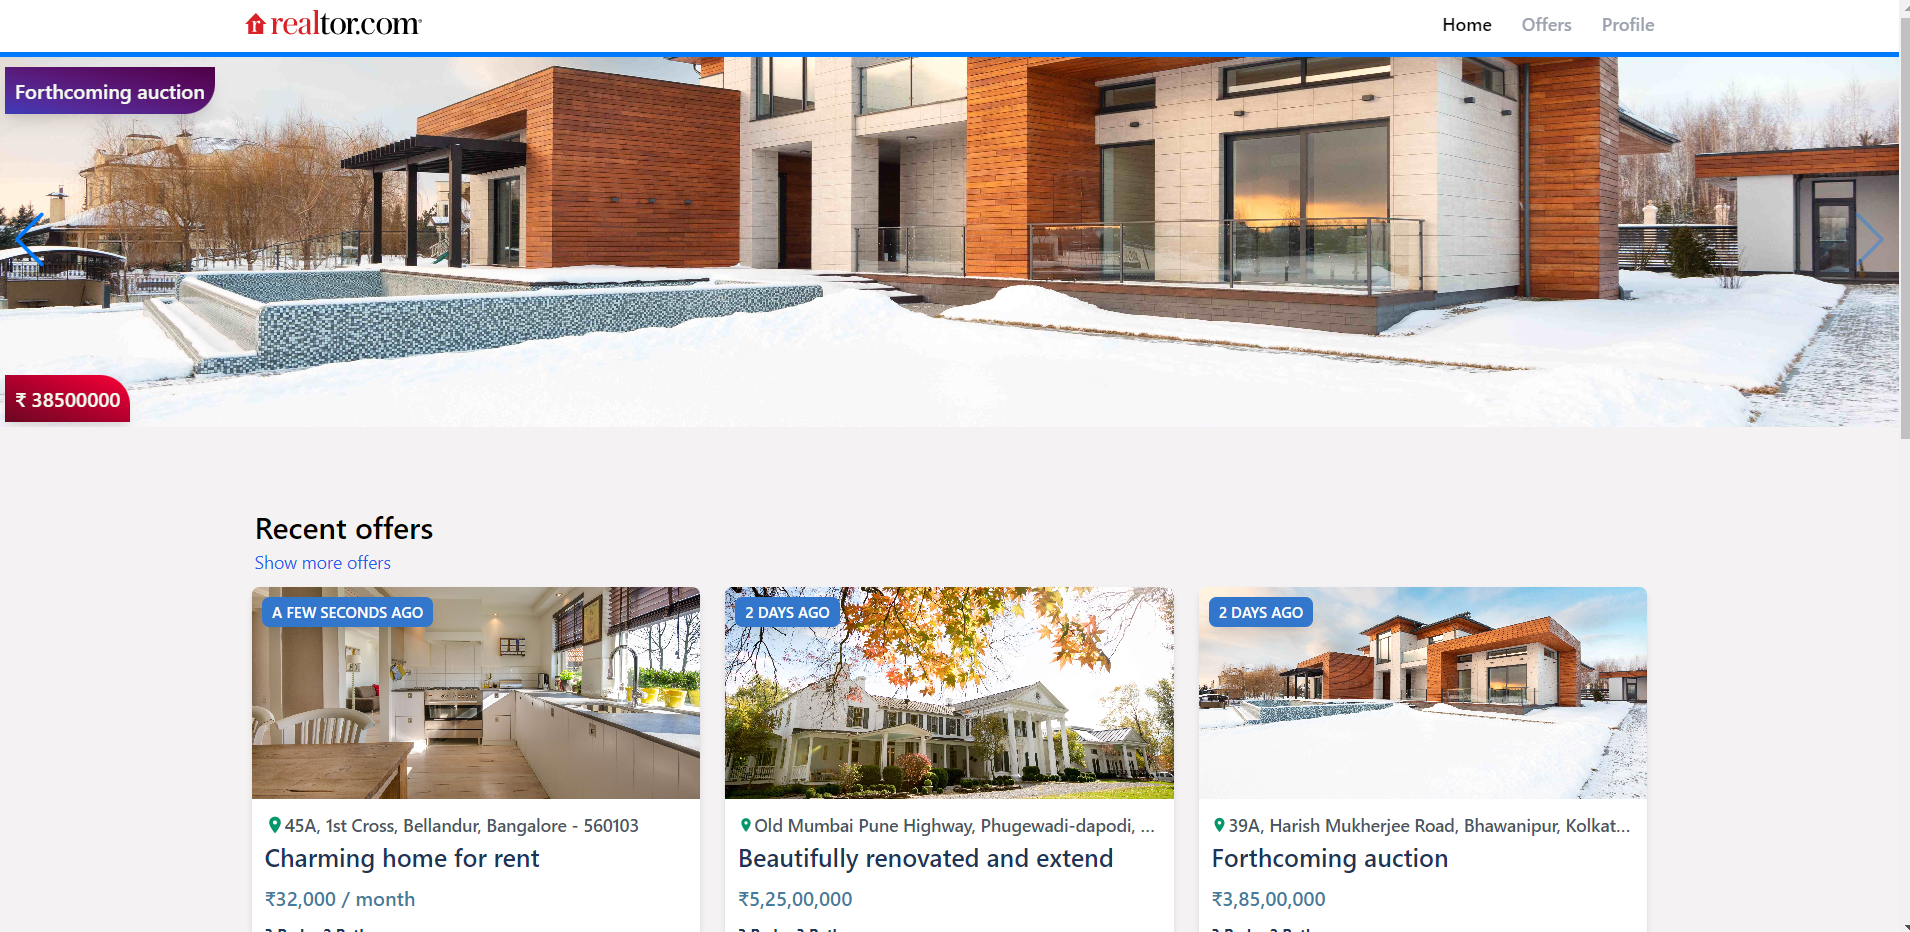 realtor.com
Home
Offers
Profile
Forthcoming auction
₹ 38500000
Recent offers
Show more offers
A FEW SECONDS AGO
45A, 1st Cross, Bellandur, Bangalore - 560103
Charming home for rent
₹32,000 / month
2 DAYS AGO
Old Mumbai Pune Highway, Phugewadi-dapodi, ...
Beautifully renovated and extend
₹5,25,00,000
2 DAYS AGO
39A, Harish Mukherjee Road, Bhawanipur, Kolkat...
Forthcoming auction
₹3,85,00,000